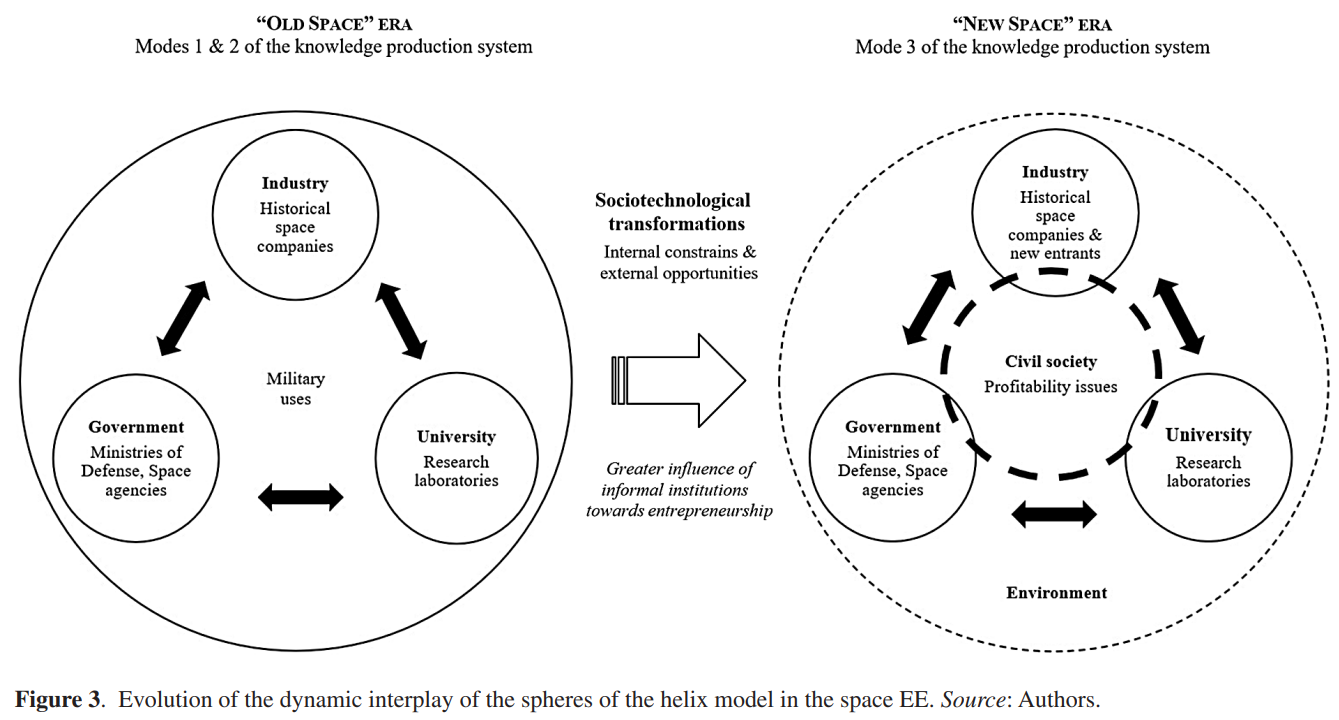 “OLD SPACE” ERA
Modes 1 & 2 of the knowledge production system
Industry
Historical
space
companies
Military
uses
Government
Ministries of
Defense, Space
agencies
University
Research
laboratories
Sociotechnological
transformations
Internal constrains &
external opportunities
Greater influence of
informal institutions
towards entrepreneurship
“NEW SPACE” ERA
Mode 3 of the knowledge production system
Industry
Historical
space
companies &
new entrants
Civil society
Profitability issues
Government
Ministries of
Defense, Space
agencies
University
Research
laboratories
Environment
Figure 3. Evolution of the dynamic interplay of the spheres of the helix model in the space EE. Source: Authors.